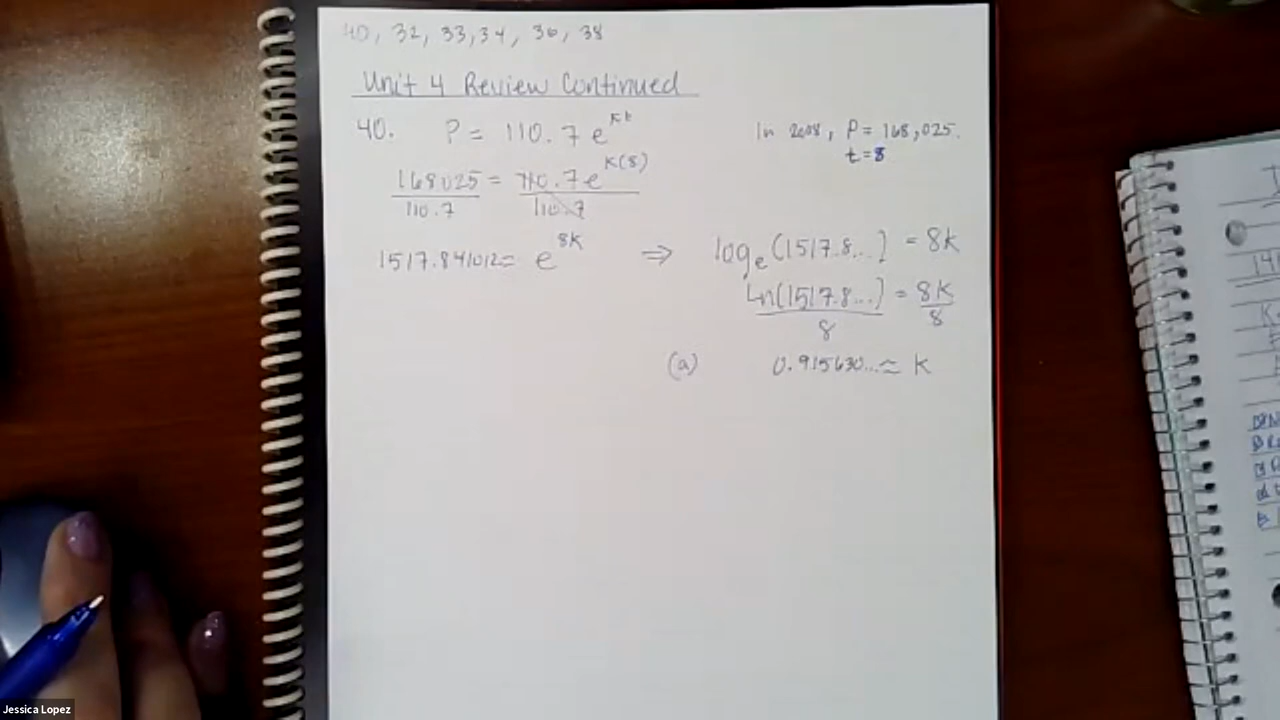 40, 32, 33, 34, 36, 38
Unit 4 Review Continued
40. P = 110.7 e^{kt}
In 2008, P = 168,025.
t = 8
168025 / 110.7 = 110.7 e^{k(8)} / 110.7
1517.841012 = e^{8k} ⇒ log_e (1517.8...) = 8k
Ln(1517.8...) / 8 = 8k / 8
(a) 0.915630... ≈ k
Jessica Lopez